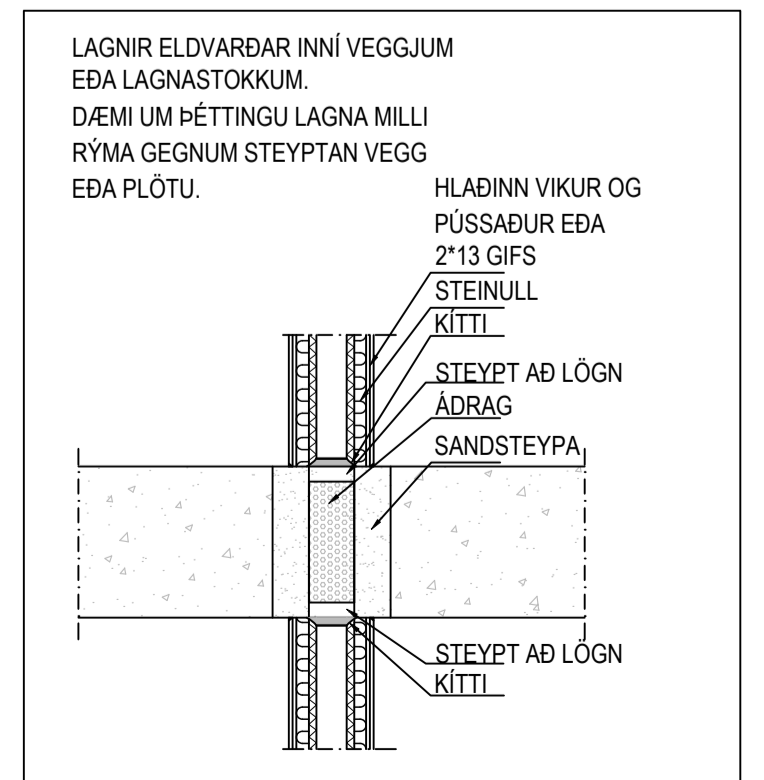 LAGNIR ELDVARÐAR INNÍ VEGGJUM
EÐA LAGNASTOKKUM.
DÆMI UM ÞÉTTINGU LAGNA MILLI
RÝMA GEGNUM STEYPTAN VEGG
EÐA PLÖTU.
HLAÐINN VIKUR OG
PÚSSAÐUR EÐA
2*13 GIFS
STEINULL
KÍTTI
STEYPT AÐ LÖGN
ÁDRAG
SANDSTEYPA
STEYPT AÐ LÖGN
KÍTTI